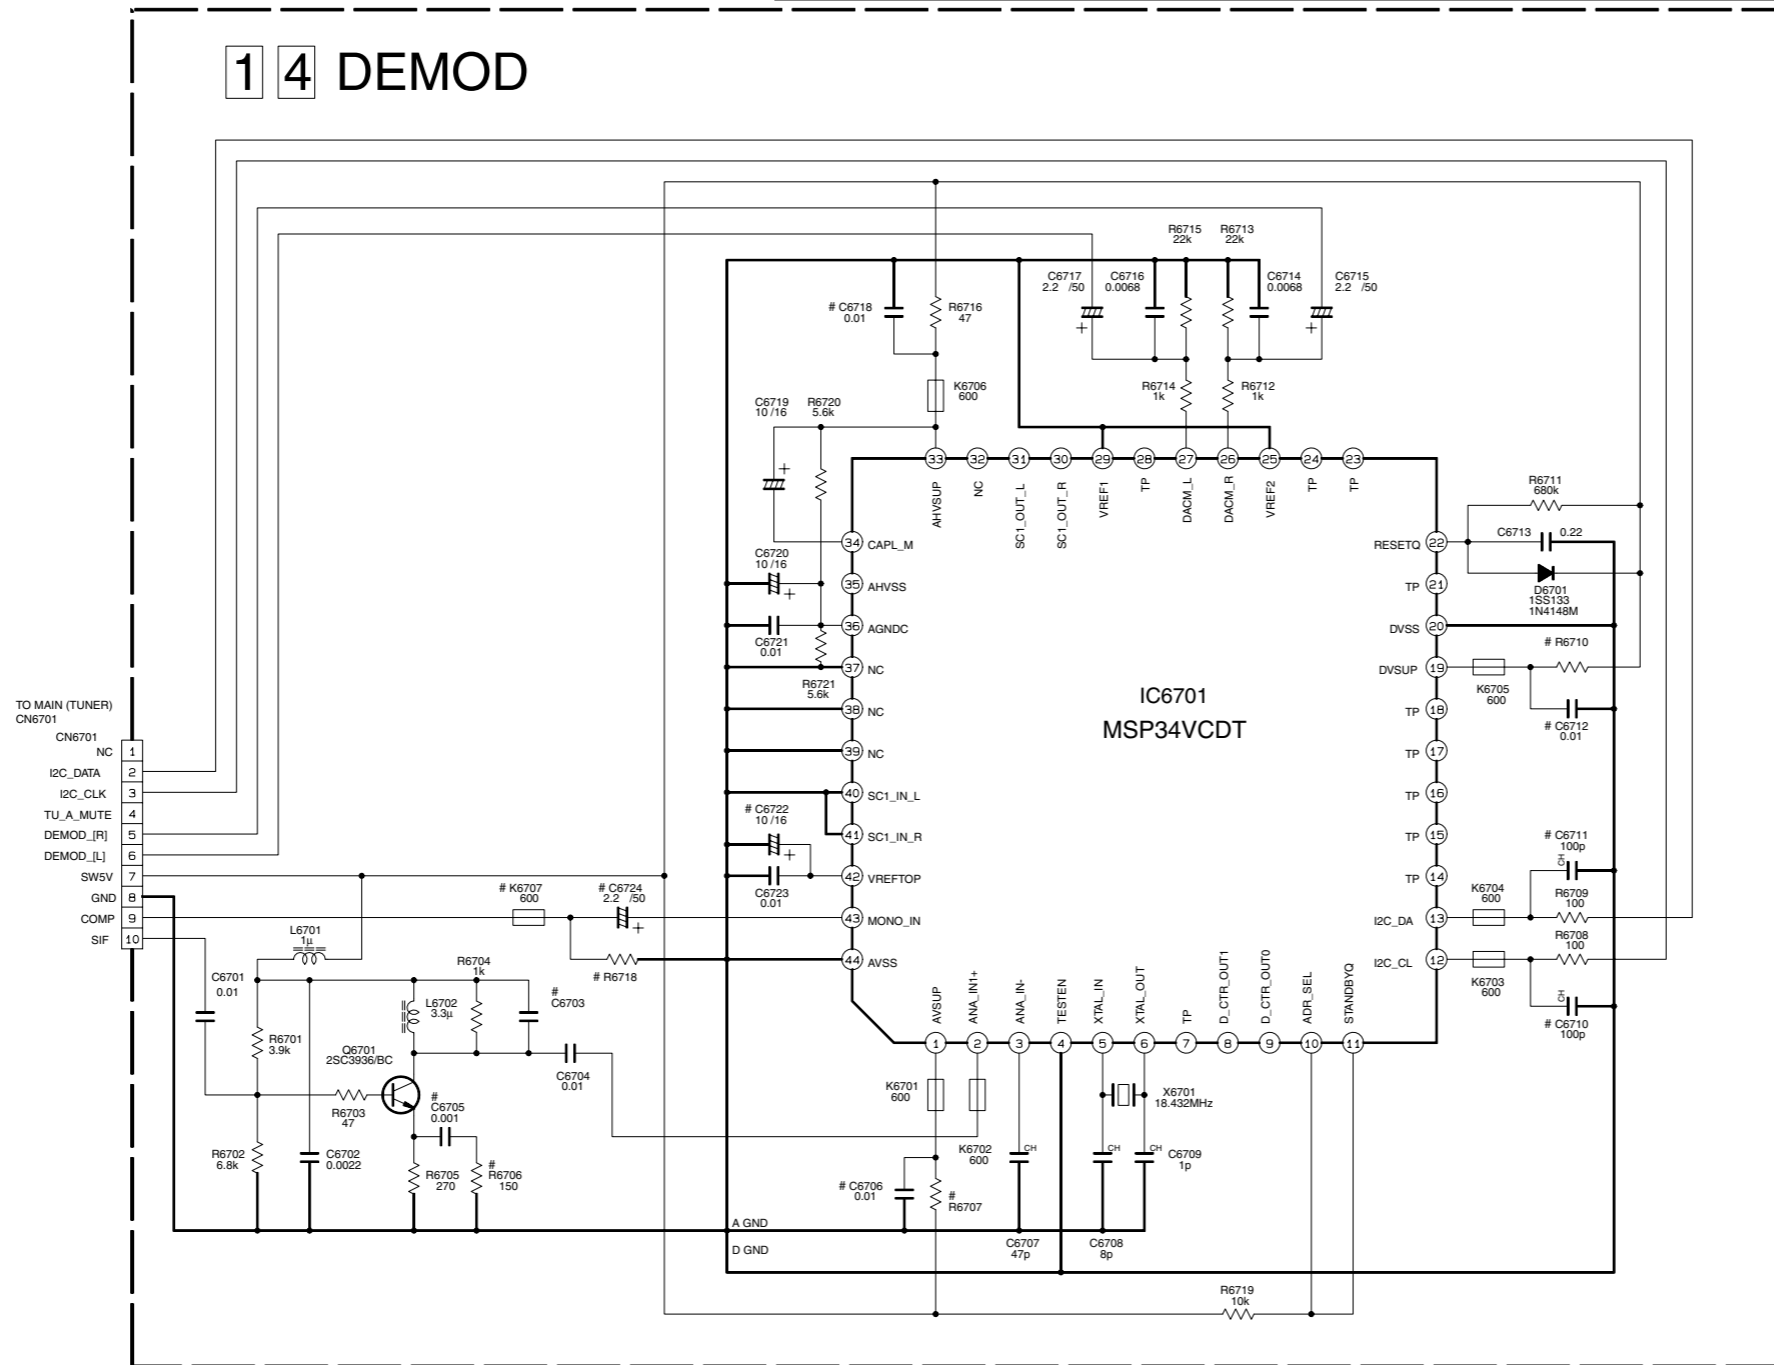 1 4 DEMOD
R6715
22k
R6713
22k
C6717
2.2 /50
C6716
0.0068
C6714
0.0068
C6715
2.2 /50
+
+
# C6718
0.01
R6716
47
K6706
600
R6714
1k
R6712
1k
C6719
10 /16
R6720
5.6k
+
33 32 31 30 29 28 27 26 25 24 23
AHVSUP
NC
SC1_OUT_L
SC1_OUT_R
VREF1
TP
DACM_L
DACM_R
VREF2
TP
TP
R6711
680k
C6713 0.22
D6701
1SS133
1N4148M
# R6710
K6705
600
# C6712
0.01
34 CAPL_M
C6720
10 /16
+
35 AHVSS
36 AGNDC
C6721
0.01
37 NC
R6721
5.6k
38 NC
39 NC
40 SC1_IN_L
# C6722
10 /16
+
41 SC1_IN_R
42 VREFTOP
C6723
0.01
43 MONO_IN
44 AVSS
IC6701
MSP34VCDT
RESETQ 22
TP 21
DVSS 20
DVSUP 19
TP 18
TP 17
TP 16
TP 15
TP 14
I2C_DA 13
I2C_CL 12
# C6711
100p
CH
K6704
600
R6709
100
R6708
100
K6703
600
CH
# C6710
100p
TO MAIN (TUNER)
CN6701
CN6701
NC 1
I2C_DATA 2
I2C_CLK 3
TU_A_MUTE 4
DEMOD_[R] 5
DEMOD_[L] 6
SW5V 7
GND 8
COMP 9
SIF 10
# K6707
600
# C6724
2.2 /50
+
# R6718
L6701
1µ
C6701
0.01
R6704
1k
L6702
3.3µ
#
C6703
R6701
3.9k
Q6701
2SC3936/BC
C6704
0.01
R6703
47
#
C6705
0.001
R6702
6.8k
C6702
0.0022
R6705
270
#
R6706
150
AVSUP
ANA_IN1+
ANA_IN-
TESTEN
XTAL_IN
XTAL_OUT
TP
D_CTR_OUT1
D_CTR_OUT0
ADR_SEL
STANDBYQ
1 2 3 4 5 6 7 8 9 10 11
K6701
600
X6701
18.432MHz
K6702
600
CH
CH
CH
C6709
1p
# C6706
0.01
#
R6707
A GND
D GND
C6707
47p
C6708
8p
R6719
10k